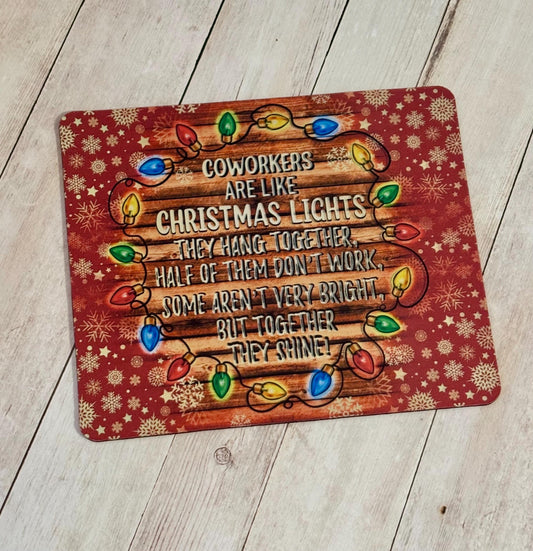 COWORKERS
ARE LIKE
CHRISTMAS LIGHTS
THEY HANG TOGETHER,
HALF OF THEM DON'T WORK,
SOME AREN'T VERY BRIGHT,
BUT TOGETHER
THEY SHINE!